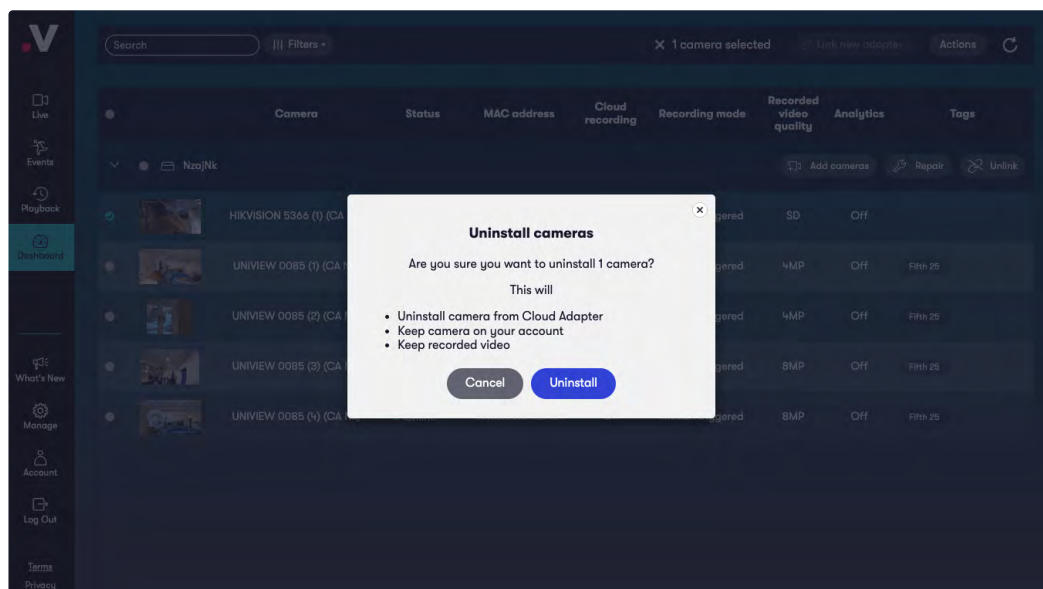 V
Search
Filters
1 camera selected
Link new adapter
Actions
Camera
Status
MAC address
Cloud recording
Recording mode
Recorded video quality
Analytics
Tags
NzajNk
Add cameras
Repair
Unlink
HIKVISION 5366 (1) (CA
SD
Off
UNIVIEW 0085 (1) (CA
4MP
Off
Fifth 25
UNIVIEW 0085 (2) (CA
4MP
Off
Fifth 25
UNIVIEW 0085 (3) (CA
8MP
Off
Fifth 25
UNIVIEW 0085 (4) (CA
8MP
Off
Fifth 25
Live
Events
Playback
Dashboard
What's New
Manage
Account
Log Out
Terms
Privacy
Uninstall cameras
Are you sure you want to uninstall 1 camera?
This will
• Uninstall camera from Cloud Adapter
• Keep camera on your account
• Keep recorded video
Cancel
Uninstall